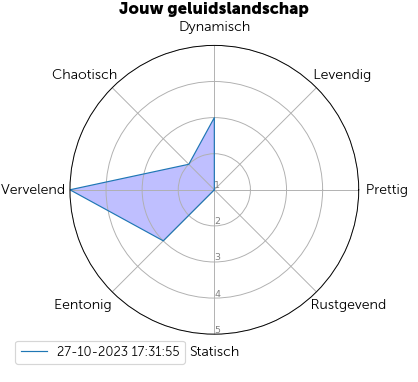 Jouw geluidslandschap
Dynamisch
Chaotisch
Levendig
Vervelend
1
Prettig
2
3
4
Eentonig
Rustgevend
5
27-10-2023 17:31:55
Statisch